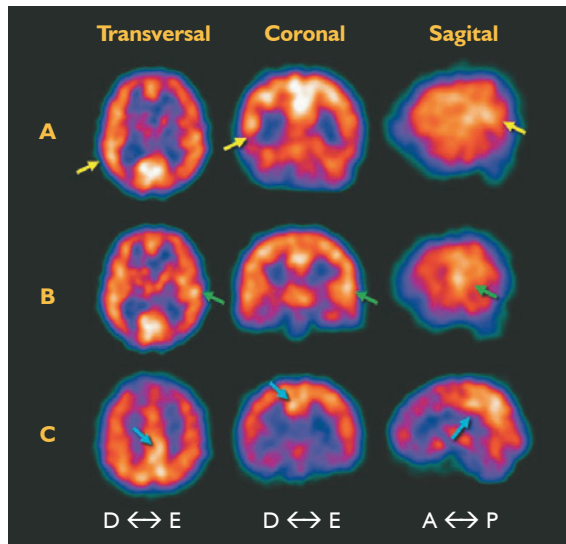 Transversal Coronal Sagital
A
B
C
D ↔ E D ↔ E A ↔ P